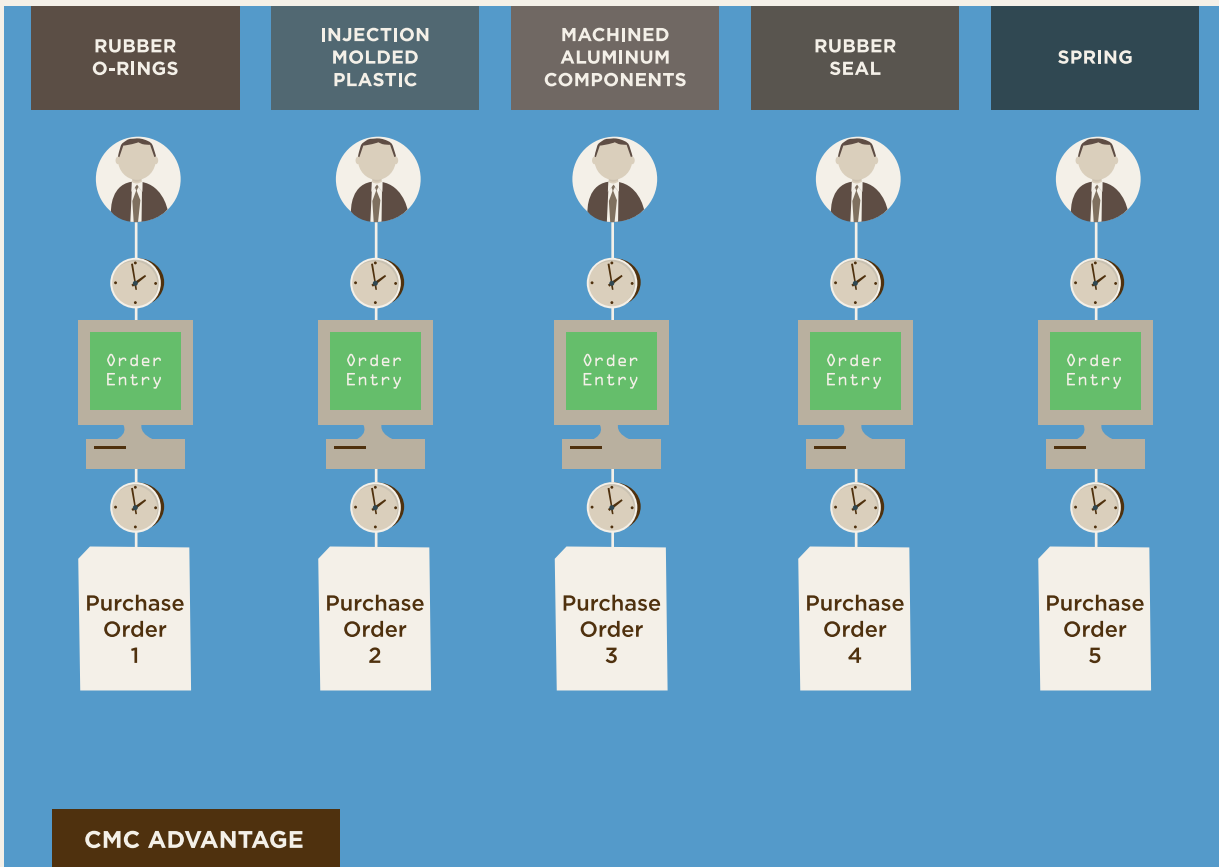 RUBBER
O-RINGS
INJECTION
MOLDED
PLASTIC
MACHINED
ALUMINUM
COMPONENTS
RUBBER
SEAL
SPRING
Order
Entry
Order
Entry
Order
Entry
Order
Entry
Order
Entry
Purchase
Order
1
Purchase
Order
2
Purchase
Order
3
Purchase
Order
4
Purchase
Order
5
CMC ADVANTAGE